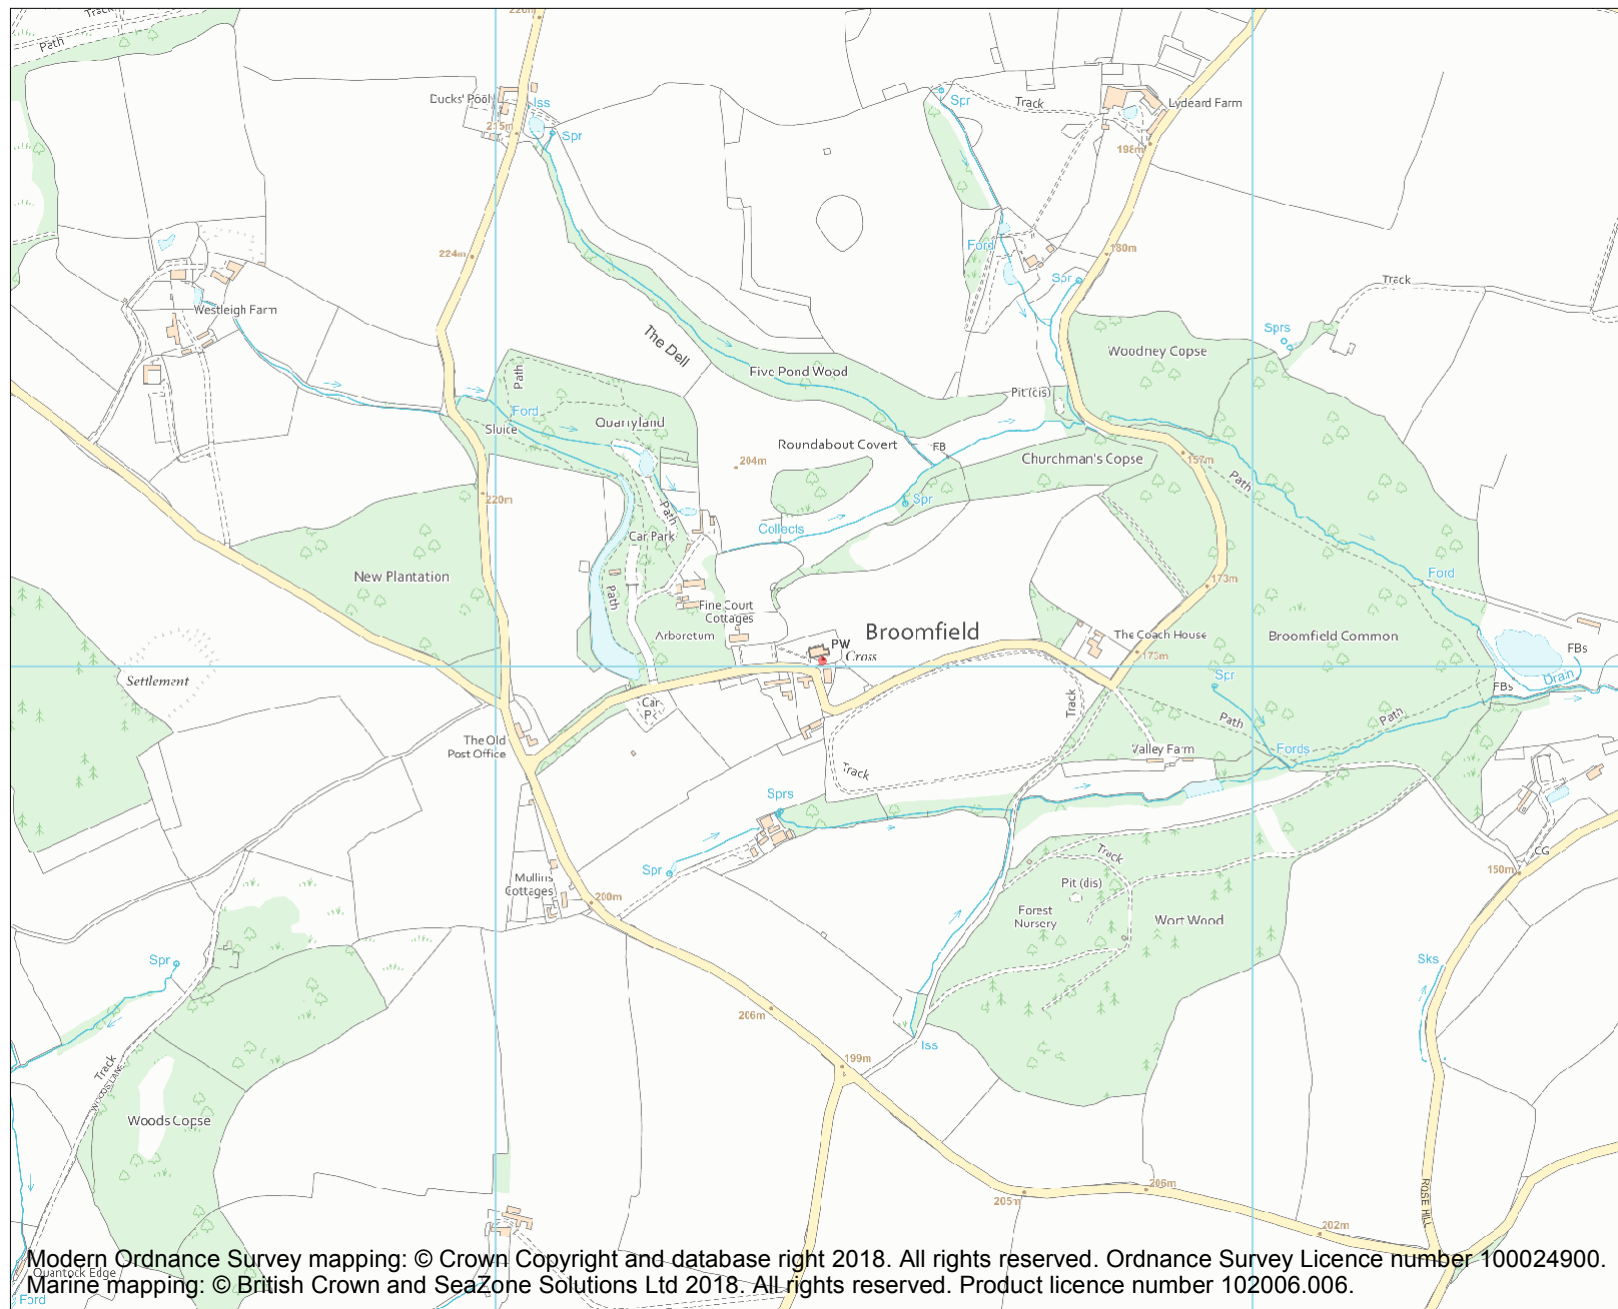 Track
Path
226m
Ducks' Pool
Iss
215m
Spr
Spr
Track
Lydeard Farm
198m
224m
Ford
180m
Spr
Track
Westleigh Farm
The Dell
Sprs
Woodney Copse
Path
Five Pond Wood
Pit (dis)
Ford
Sluice
Quarryland
Roundabout Covert
FB
204m
Churchman's Copse
157m
Path
220m
Spr
Path
Collects
Car Park
New Plantation
Path
Ford
173m
Fine Court
Cottages
Arboretum
PW
Cross
Broomfield
The Coach House
173m
Broomfield Common
FBs
Settlement
Spr
Drain
FBs
Car
P
Track
Path
Path
The Old
Post Office
Valley Farm
Fords
Track
Sprs
Spr
Track
CG
150m
Mullins
Cottages
200m
Pit (dis)
Forest
Nursery
Wort Wood
Spr
Sks
206m
Iss
199m
Track
WOODS LANE
Woods Copse
205m
206m
ROSE HILL
202m
Modern Ordnance Survey mapping: © Crown Copyright and database right 2018. All rights reserved. Ordnance Survey Licence number 100024900.
Quantock Edge
Marine mapping: © British Crown and SeaZone Solutions Ltd 2018. All rights reserved. Product licence number 102006.006.
Ford